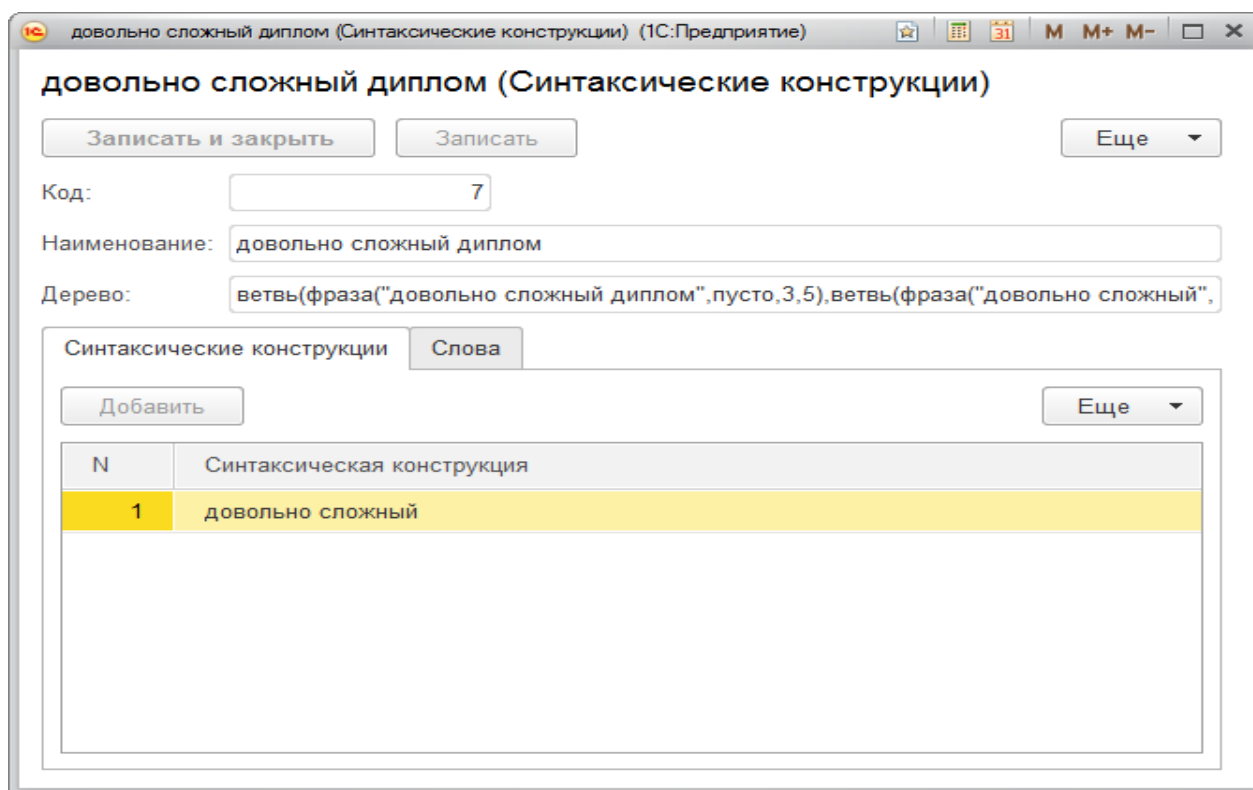 1С довольно сложный диплом (Синтаксические конструкции) (1С:Предприятие) 31 M M+ M-
довольно сложный диплом (Синтаксические конструкции)
Записать и закрыть Записать Еще
Код: 7
Наименование: довольно сложный диплом
Дерево: ветвь(фраза("довольно сложный диплом",пусто,3,5),ветвь(фраза("довольно сложный",
Синтаксические конструкции Слова
Добавить Еще
N Синтаксическая конструкция
1 довольно сложный